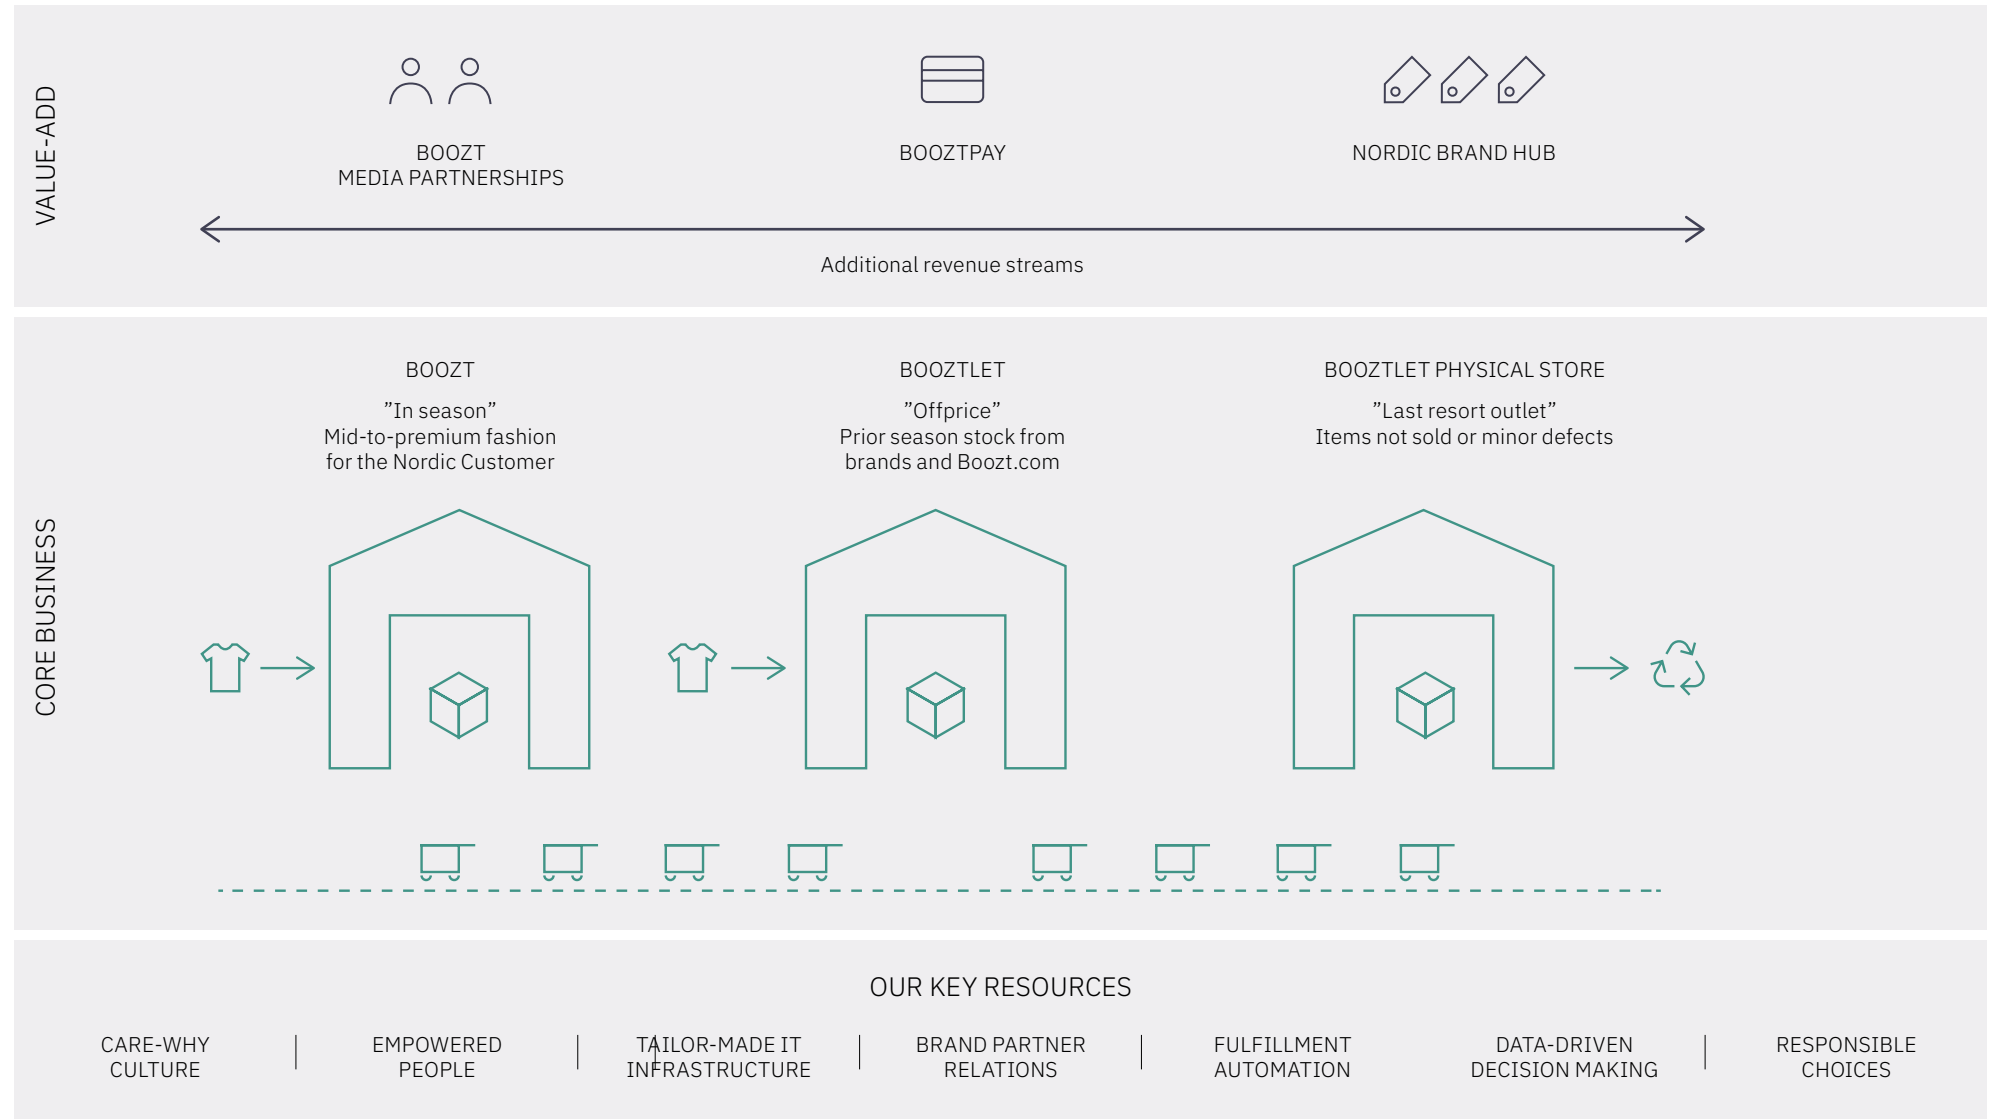 VALUE-ADD
BOOZT
MEDIA PARTNERSHIPS
BOOZTPAY
NORDIC BRAND HUB
Additional revenue streams
CORE BUSINESS
BOOZT
”In season”
Mid-to-premium fashion
for the Nordic Customer
BOOZTLET
”Offprice”
Prior season stock from
brands and Boozt.com
BOOZTLET PHYSICAL STORE
”Last resort outlet”
Items not sold or minor defects
OUR KEY RESOURCES
CARE-WHY
CULTURE
EMPOWERED
PEOPLE
TAILOR-MADE IT
INFRASTRUCTURE
BRAND PARTNER
RELATIONS
FULFILLMENT
AUTOMATION
DATA-DRIVEN
DECISION MAKING
RESPONSIBLE
CHOICES